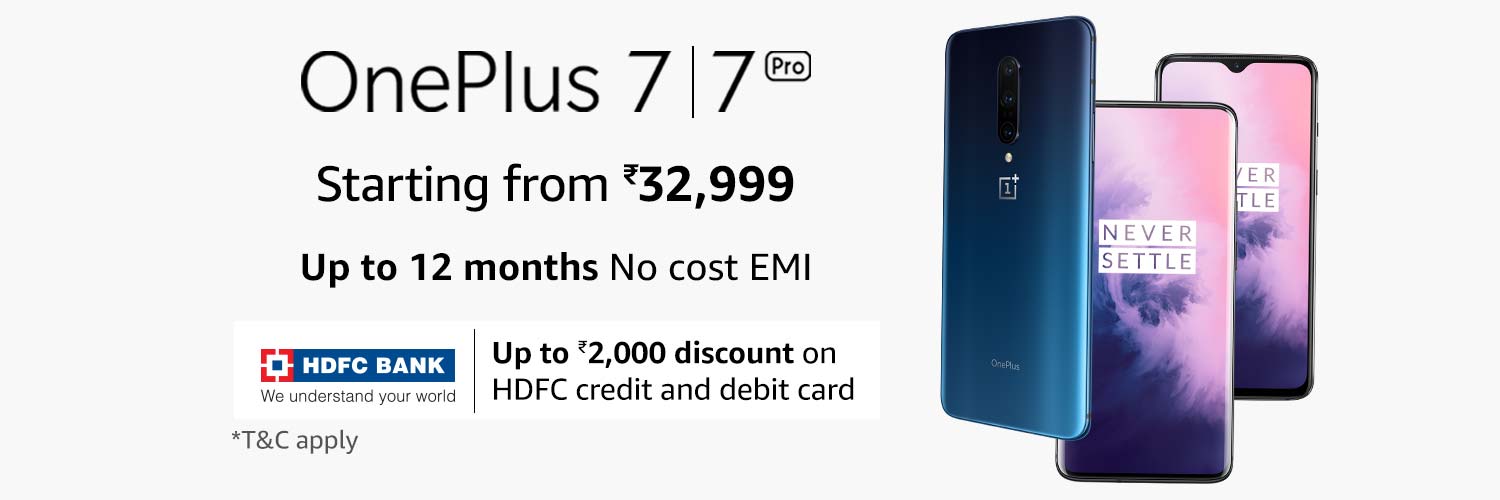 OnePlus 7 | 7 Pro
Starting from ₹32,999
Up to 12 months No cost EMI
HDFC BANK
We understand your world
Up to ₹2,000 discount on
HDFC credit and debit card
*T&C apply
1+
OnePlus
NEVER
SETTLE
VER
TLE